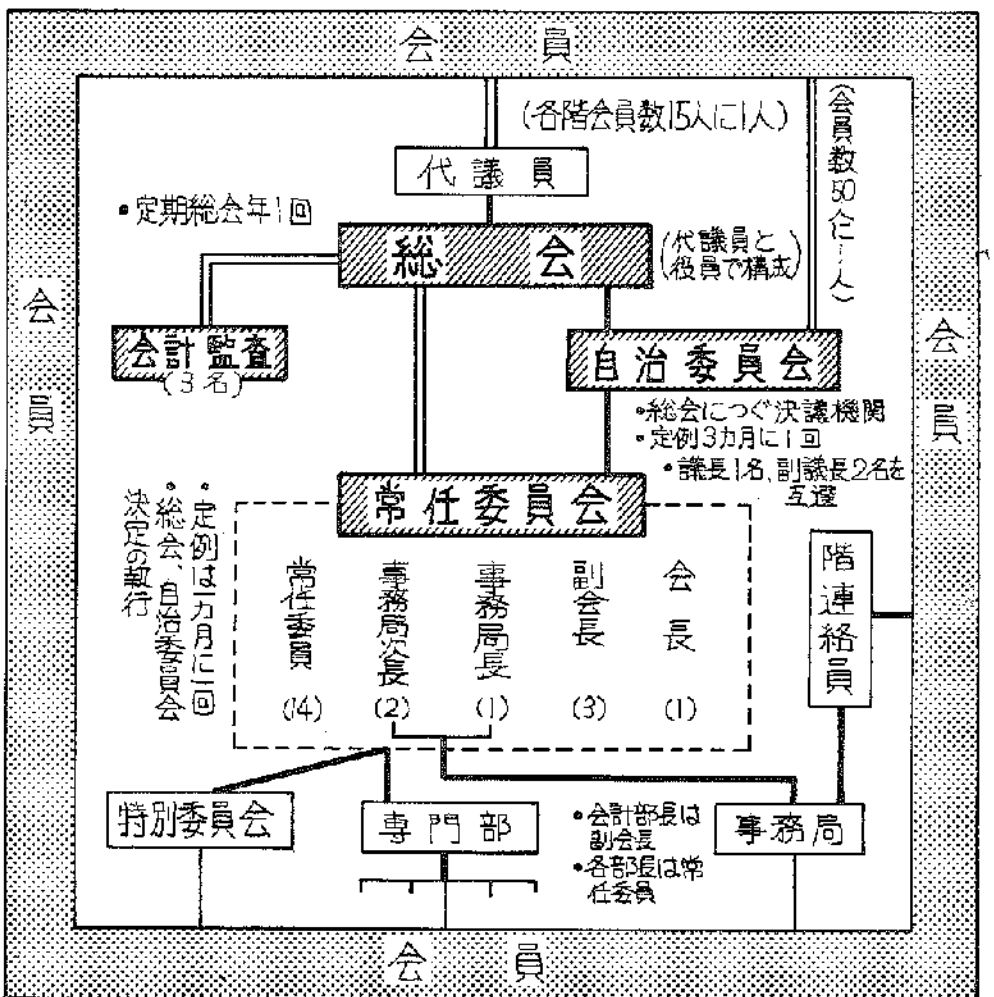 会員
(各階会員数15人に1人)
(会員数50人に1人)
代議員
•定期総会年1回
総会
(代議員と
役員で構成)
会計監査
(3名)
自治委員会
•総会につぐ決議機関
•定例3カ月に1回
•議長1名、副議長2名を
互選
会員
会員
常任委員会
•定例は一カ月に一回
•総会、自治委員会
決定の執行
会長
(1)
副会長
(3)
事務局長
(1)
事務局次長
(2)
常任委員
(14)
階連絡員
特別委員会
専門部
•会計部長は
副会長
•各部長は常
任委員
事務局
会員